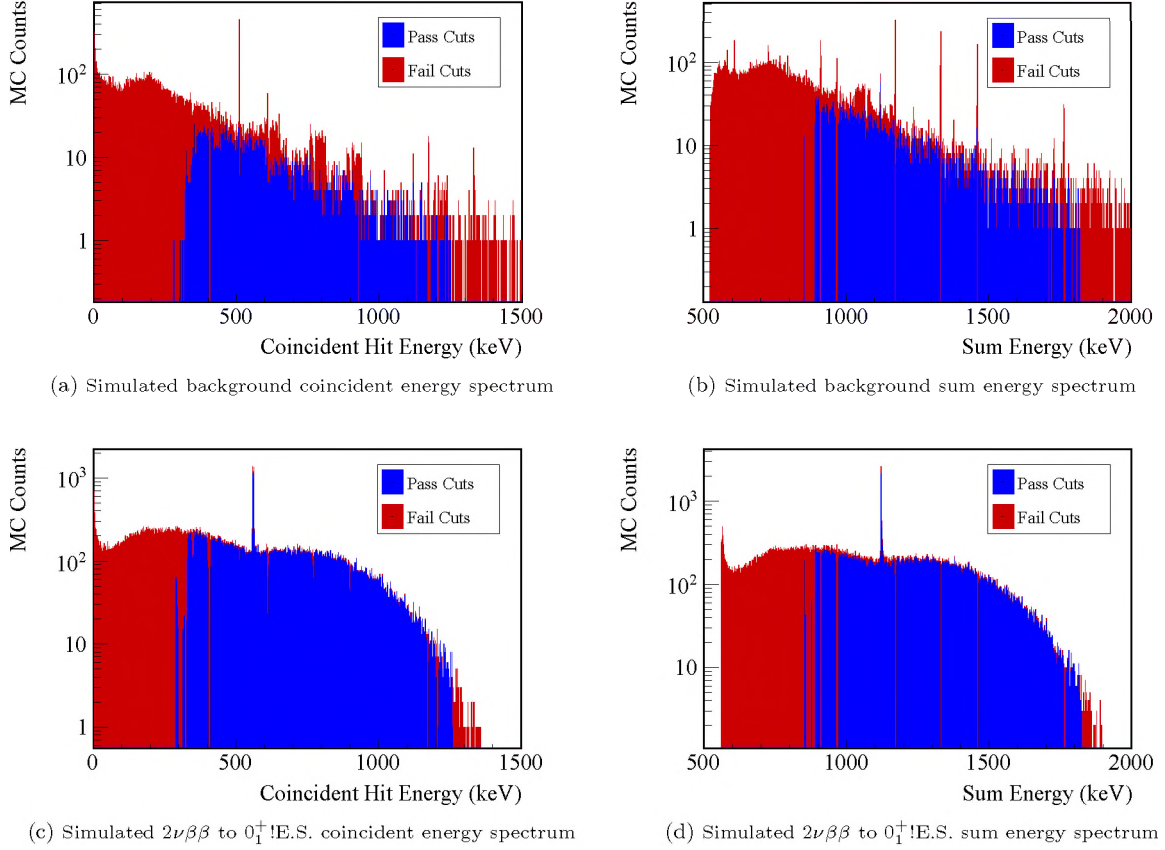 MC Counts
10²
10
1
Pass Cuts
Fail Cuts
0
500
1000
1500
Coincident Hit Energy (keV)
(a) Simulated background coincident energy spectrum
MC Counts
10²
10
1
Pass Cuts
Fail Cuts
500
1000
1500
2000
Sum Energy (keV)
(b) Simulated background sum energy spectrum
MC Counts
10³
10²
10
1
Pass Cuts
Fail Cuts
0
500
1000
1500
Coincident Hit Energy (keV)
(c) Simulated 2νββ to 0₁⁺!E.S. coincident energy spectrum
MC Counts
10³
10²
10
Pass Cuts
Fail Cuts
500
1000
1500
2000
Sum Energy (keV)
(d) Simulated 2νββ to 0₁⁺!E.S. sum energy spectrum